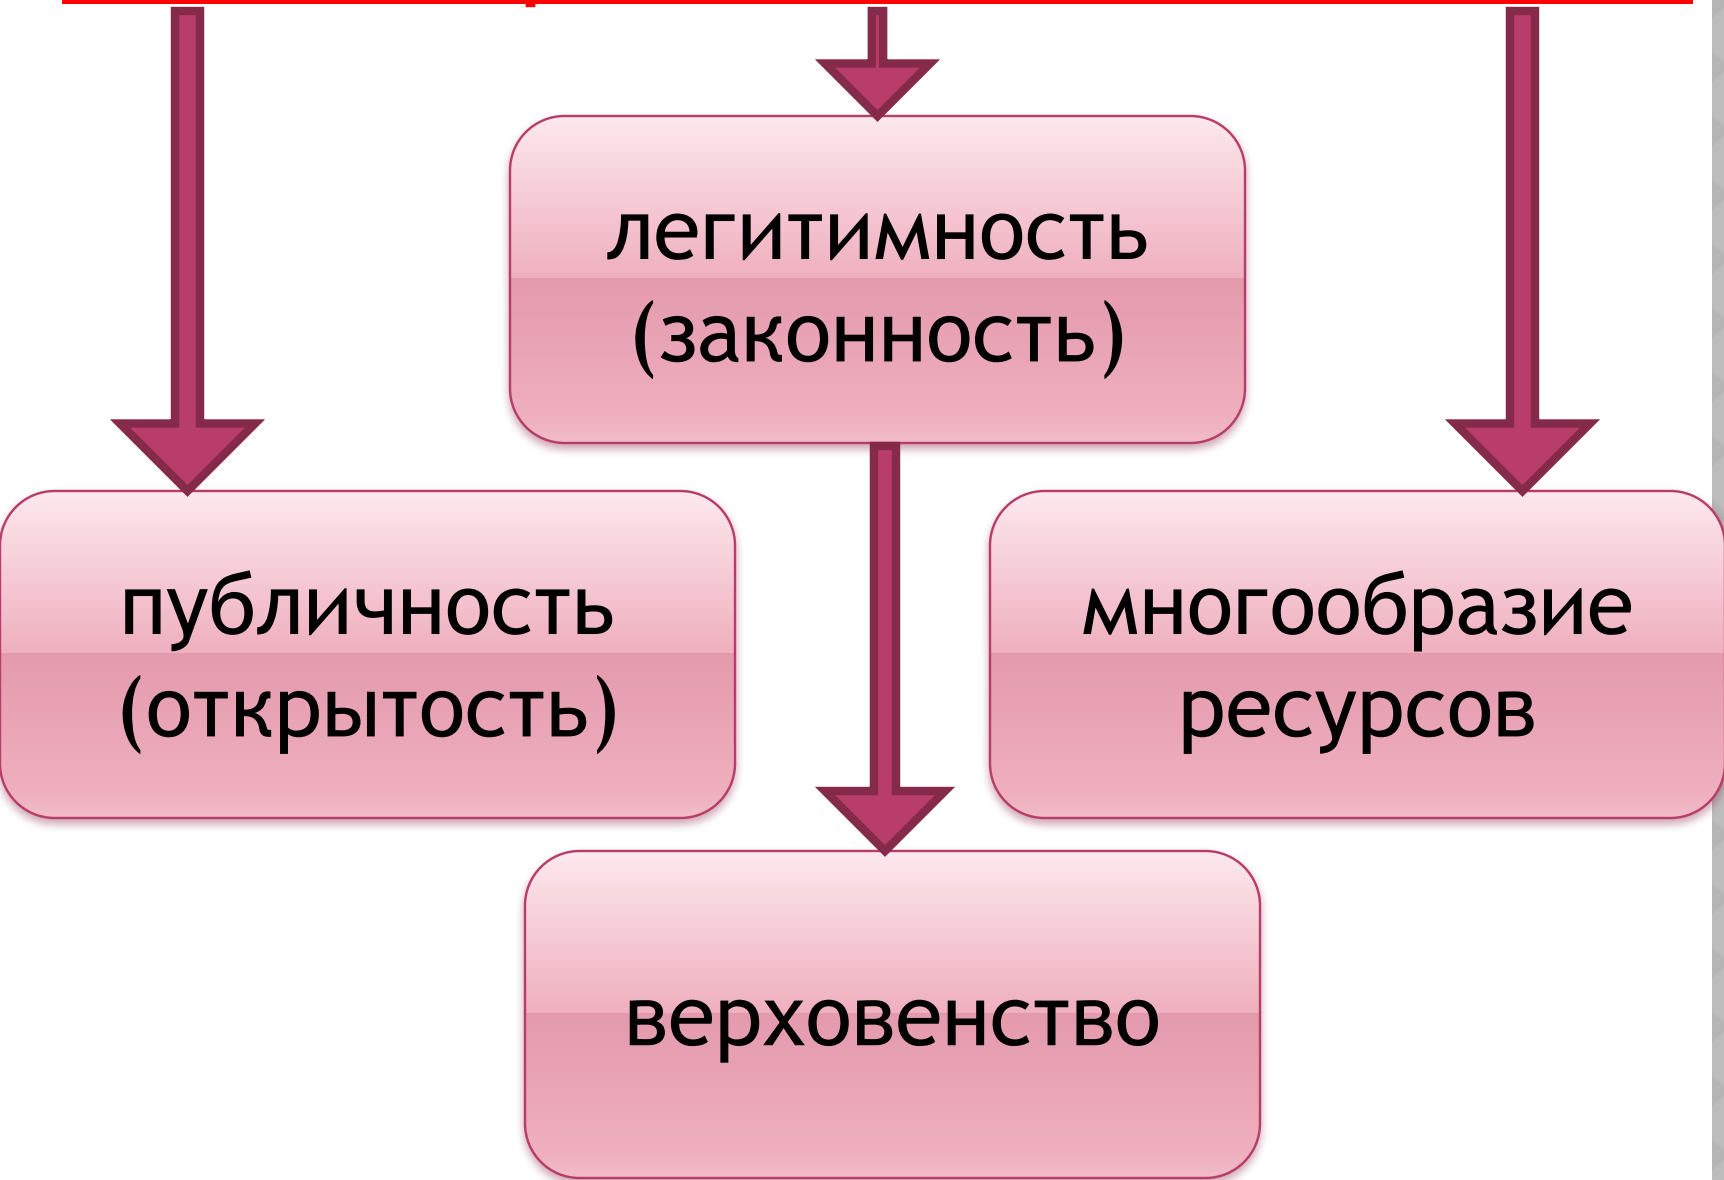 легитимность
(законность)
публичность
(открытость)
многообразие
ресурсов
верховенство